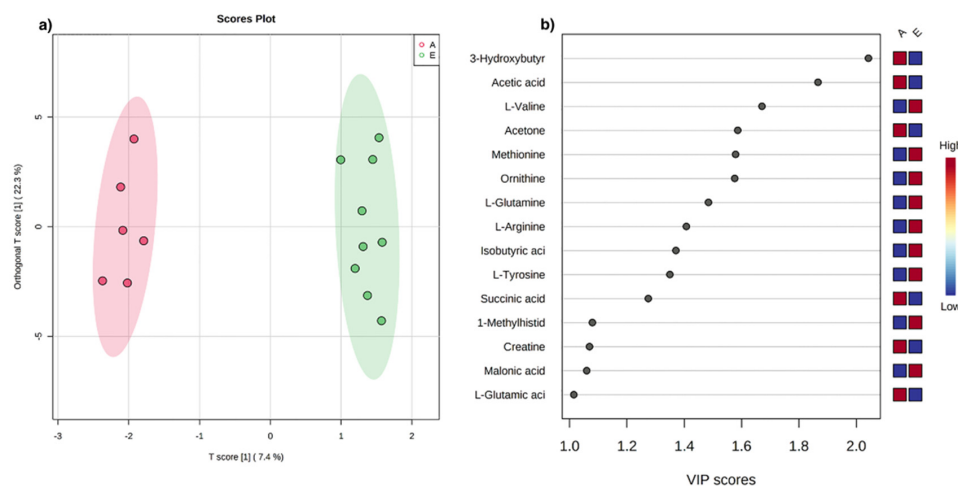 a)
Scores Plot
A
E
Orthogonal T score [1] ( 22.3 %)
5
0
-5
-3 -2 -1 0 1 2
T score [1] ( 7.4 %)
b)
A E
3-Hydroxybutyr
Acetic acid
L-Valine
Acetone
Methionine
Ornithine
L-Glutamine
L-Arginine
Isobutyric aci
L-Tyrosine
Succinic acid
1-Methylhistid
Creatine
Malonic acid
L-Glutamic aci
1.0 1.2 1.4 1.6 1.8 2.0
VIP scores
High
Low